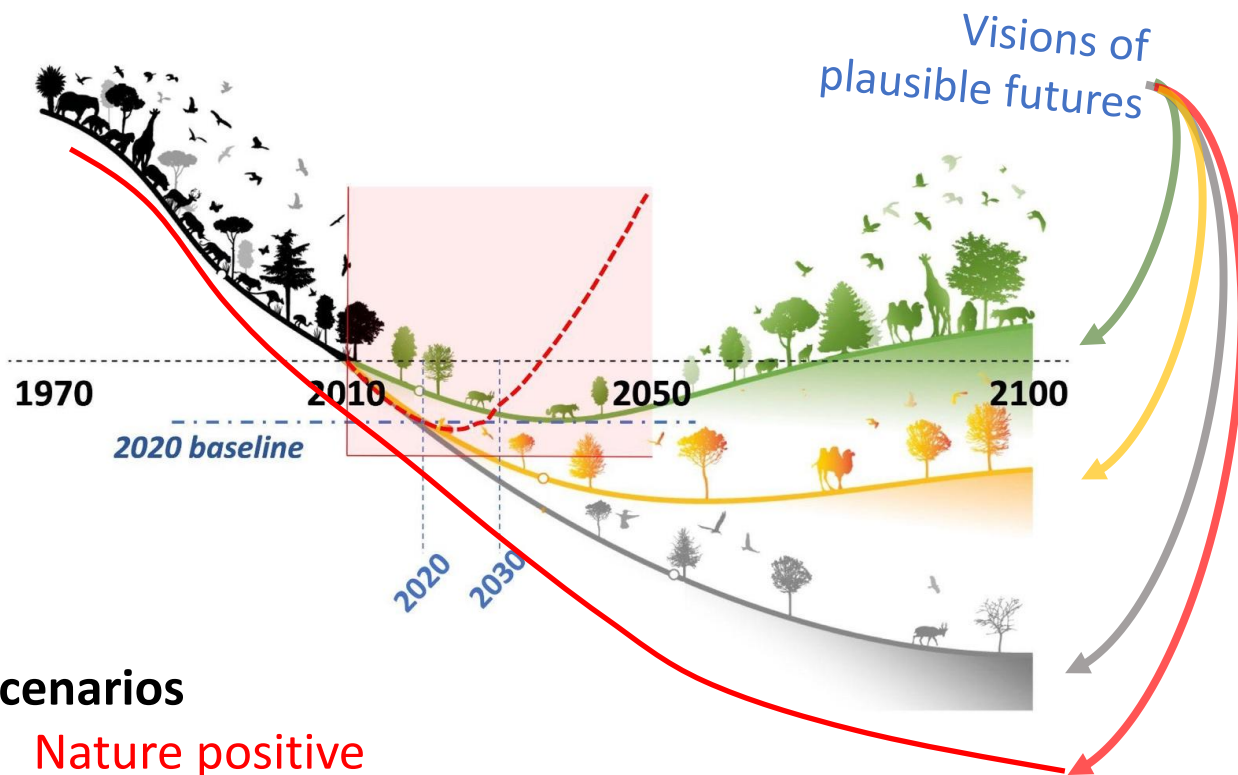 Visions of
plausible futures
1970
2010
2050
2100
2020 baseline
2020
2030
cenarios
Nature positive